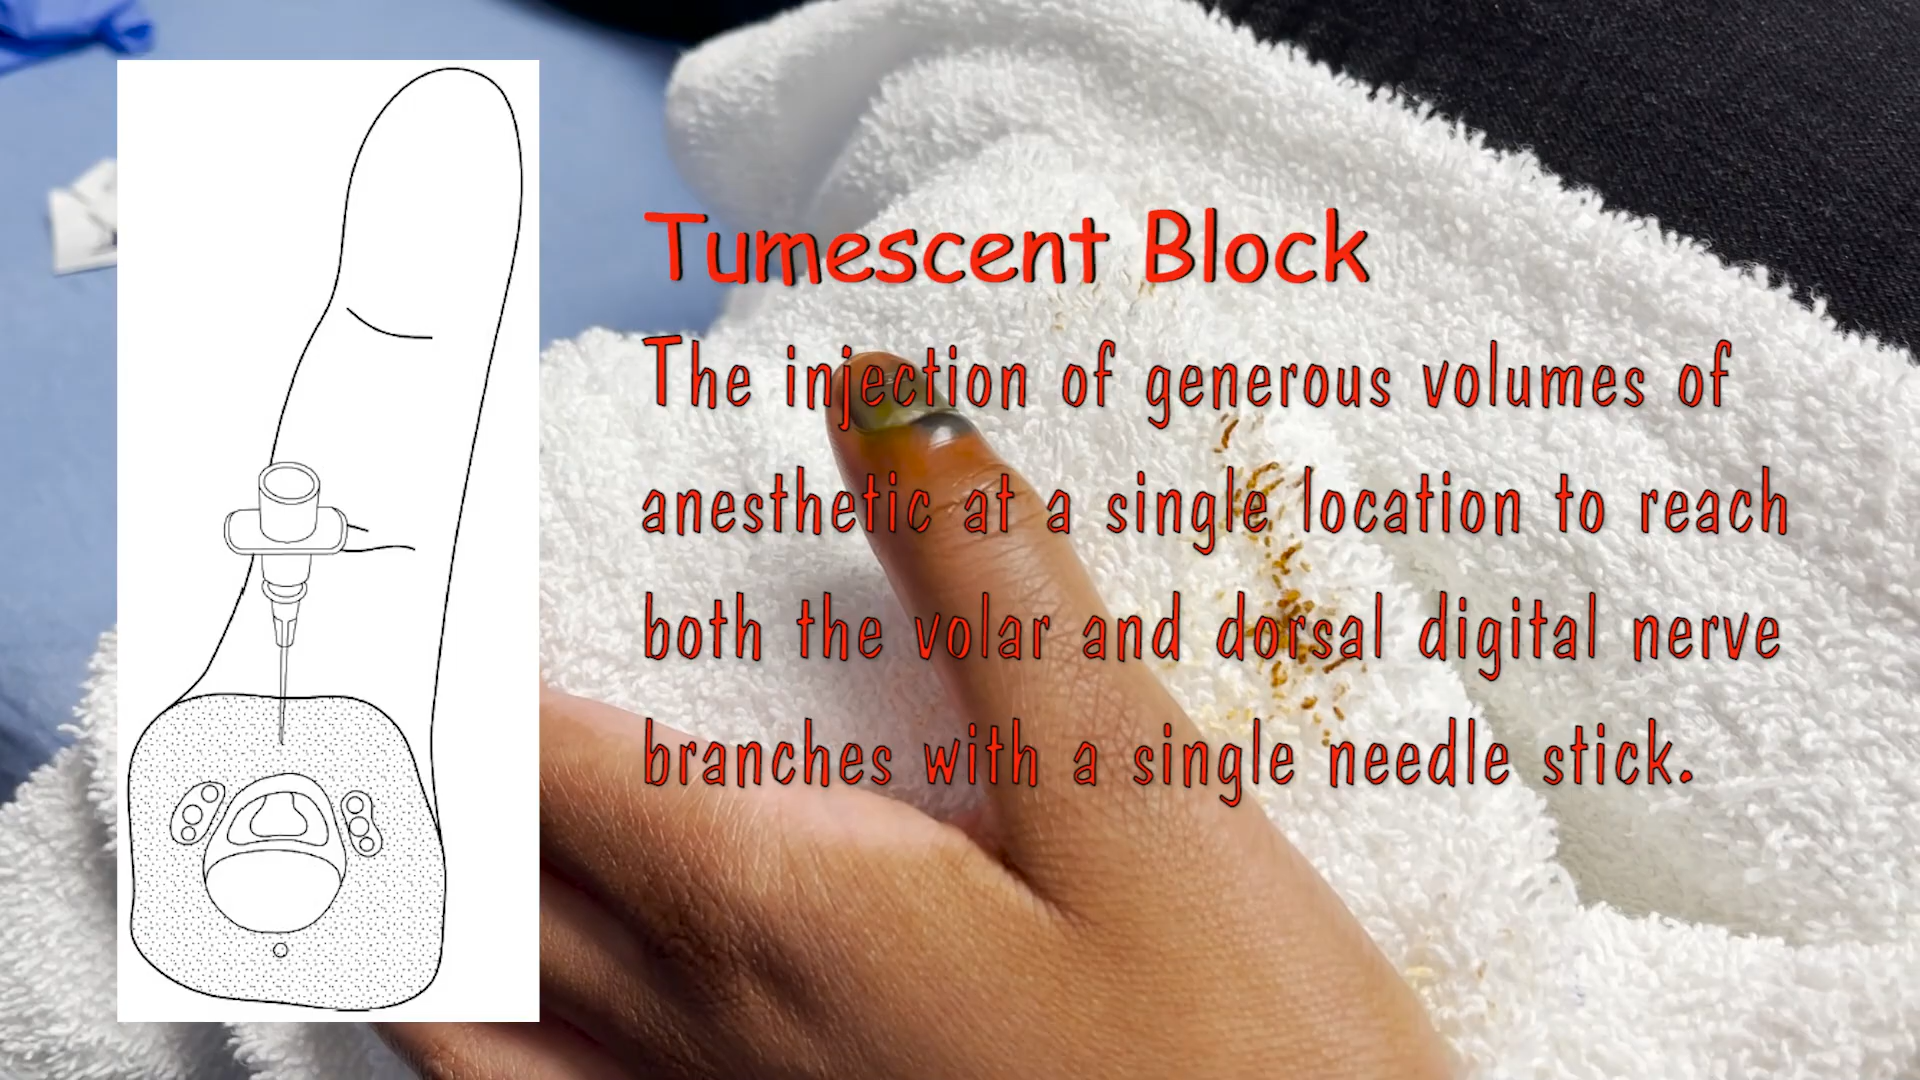 Tumescent Block
The injection of generous volumes of
anesthetic at a single location to reach
both the volar and dorsal digital nerve
branches with a single needle stick.